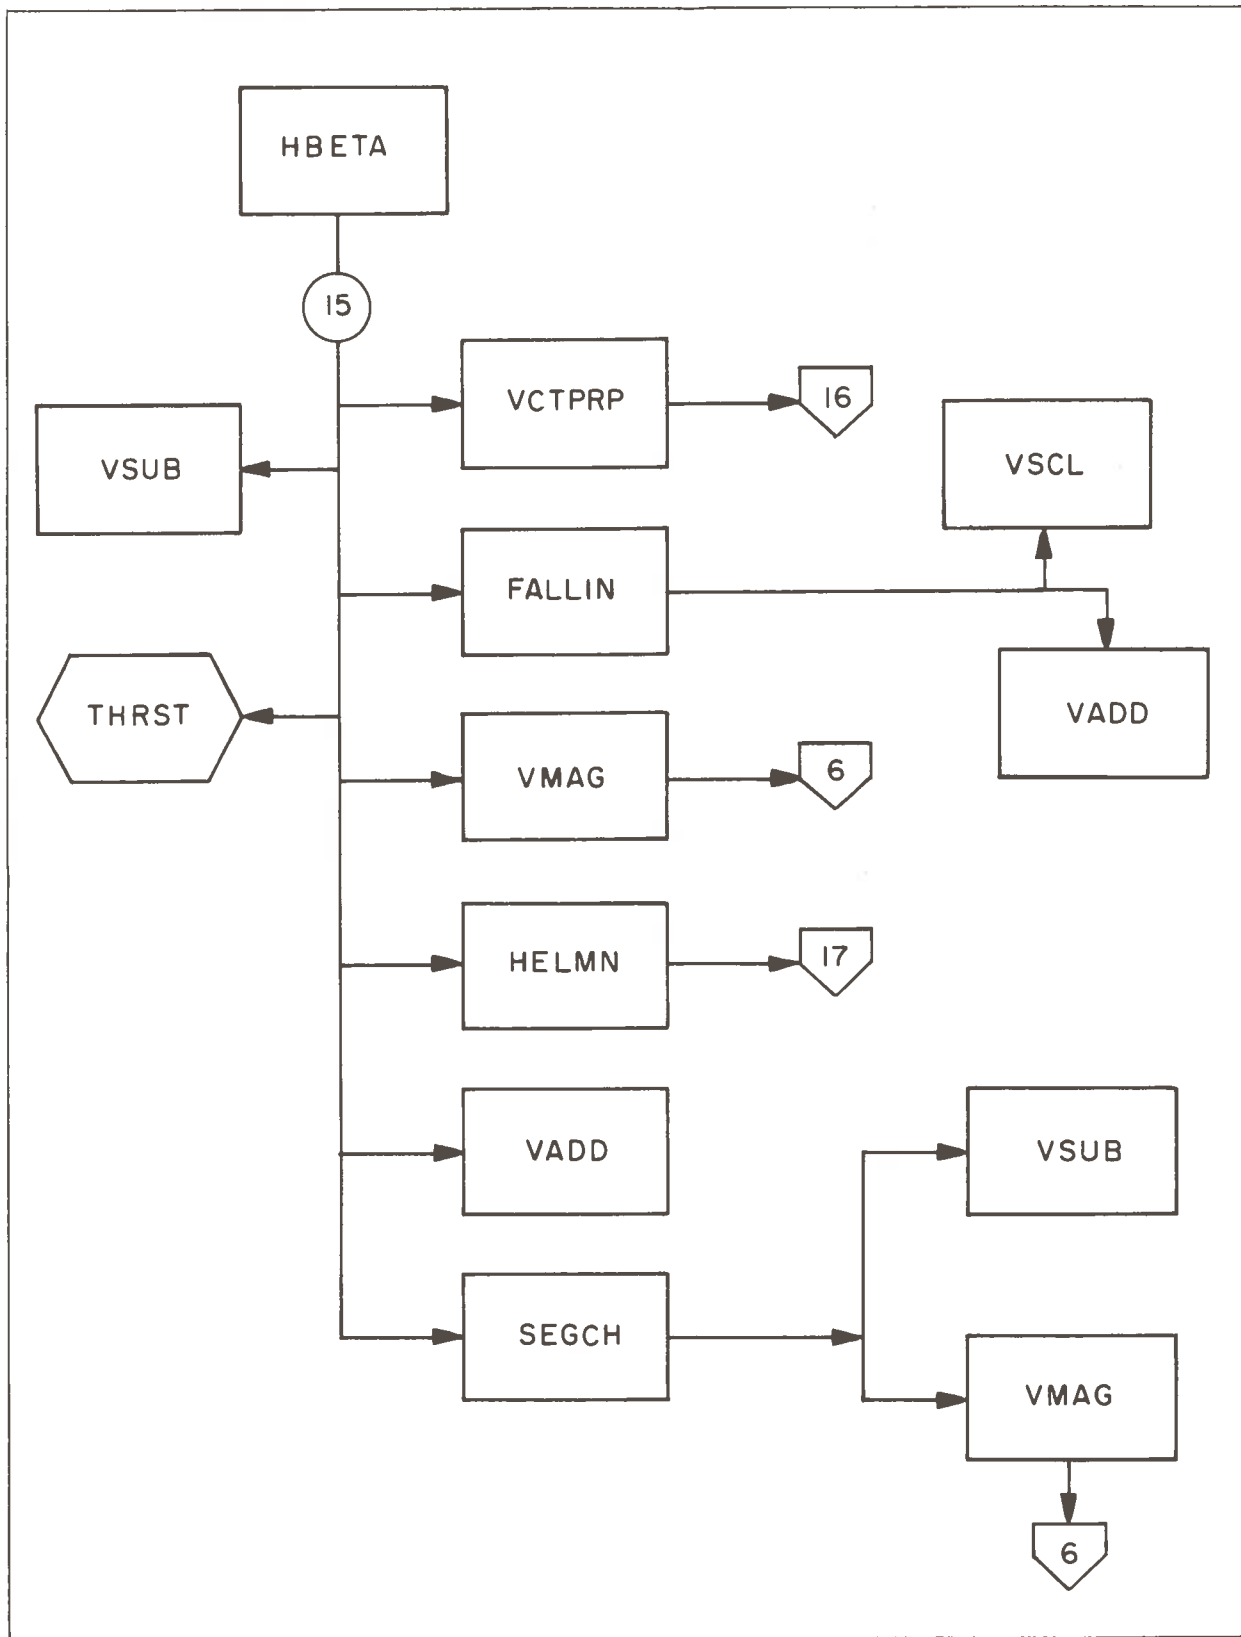 HBETA
15
VCTPRP
16
VSUB
VSCL
FALLIN
THRST
VADD
VMAG
6
HELMN
17
VADD
VSUB
SEGCH
VMAG
6